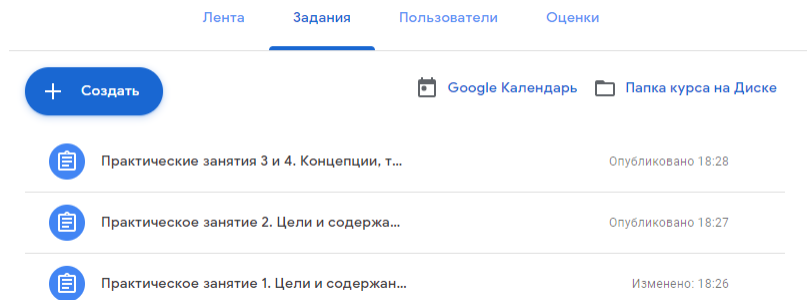 Лента Задания Пользователи Оценки
Создать Google Календарь Папка курса на Диске
Практические занятия 3 и 4. Концепции, т... Опубликовано 18:28
Практическое занятие 2. Цели и содержа... Опубликовано 18:27
Практическое занятие 1. Цели и содержан... Изменено: 18:26